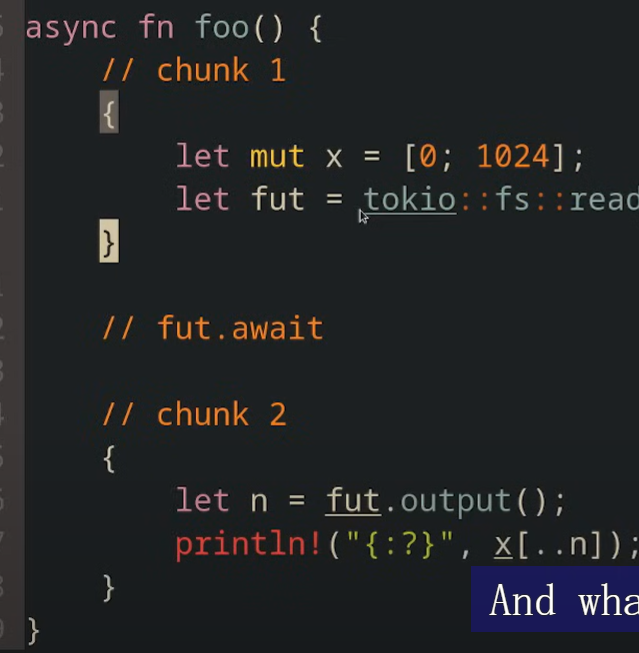 async fn foo() {
// chunk 1
{
let mut x = [0; 1024];
let fut = tokio::fs::read
}
// fut.await
// chunk 2
{
let n = fut.output();
println!("{:?}", x[..n]);
}
}
And wha